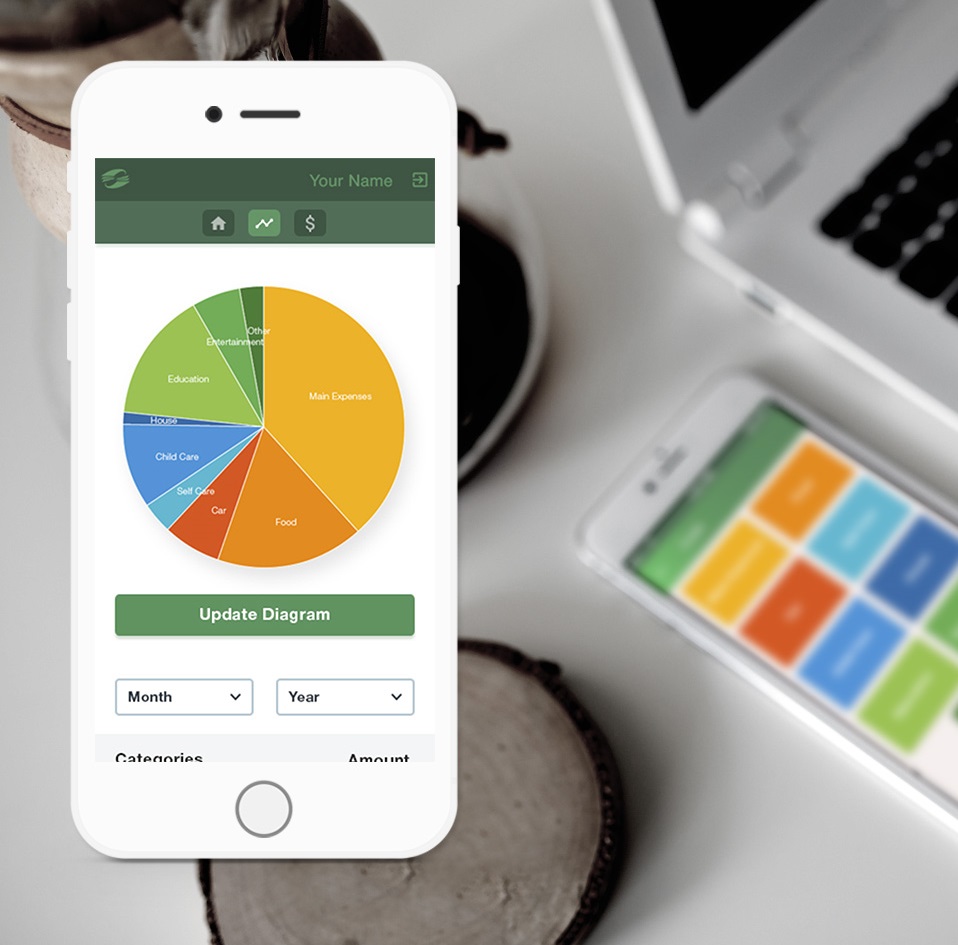 Your Name
$
Other
Entertainment
Main Expenses
Education
House
Child Care
Self Care
Car
Food
Update Diagram
Month
Year
Categories Amount